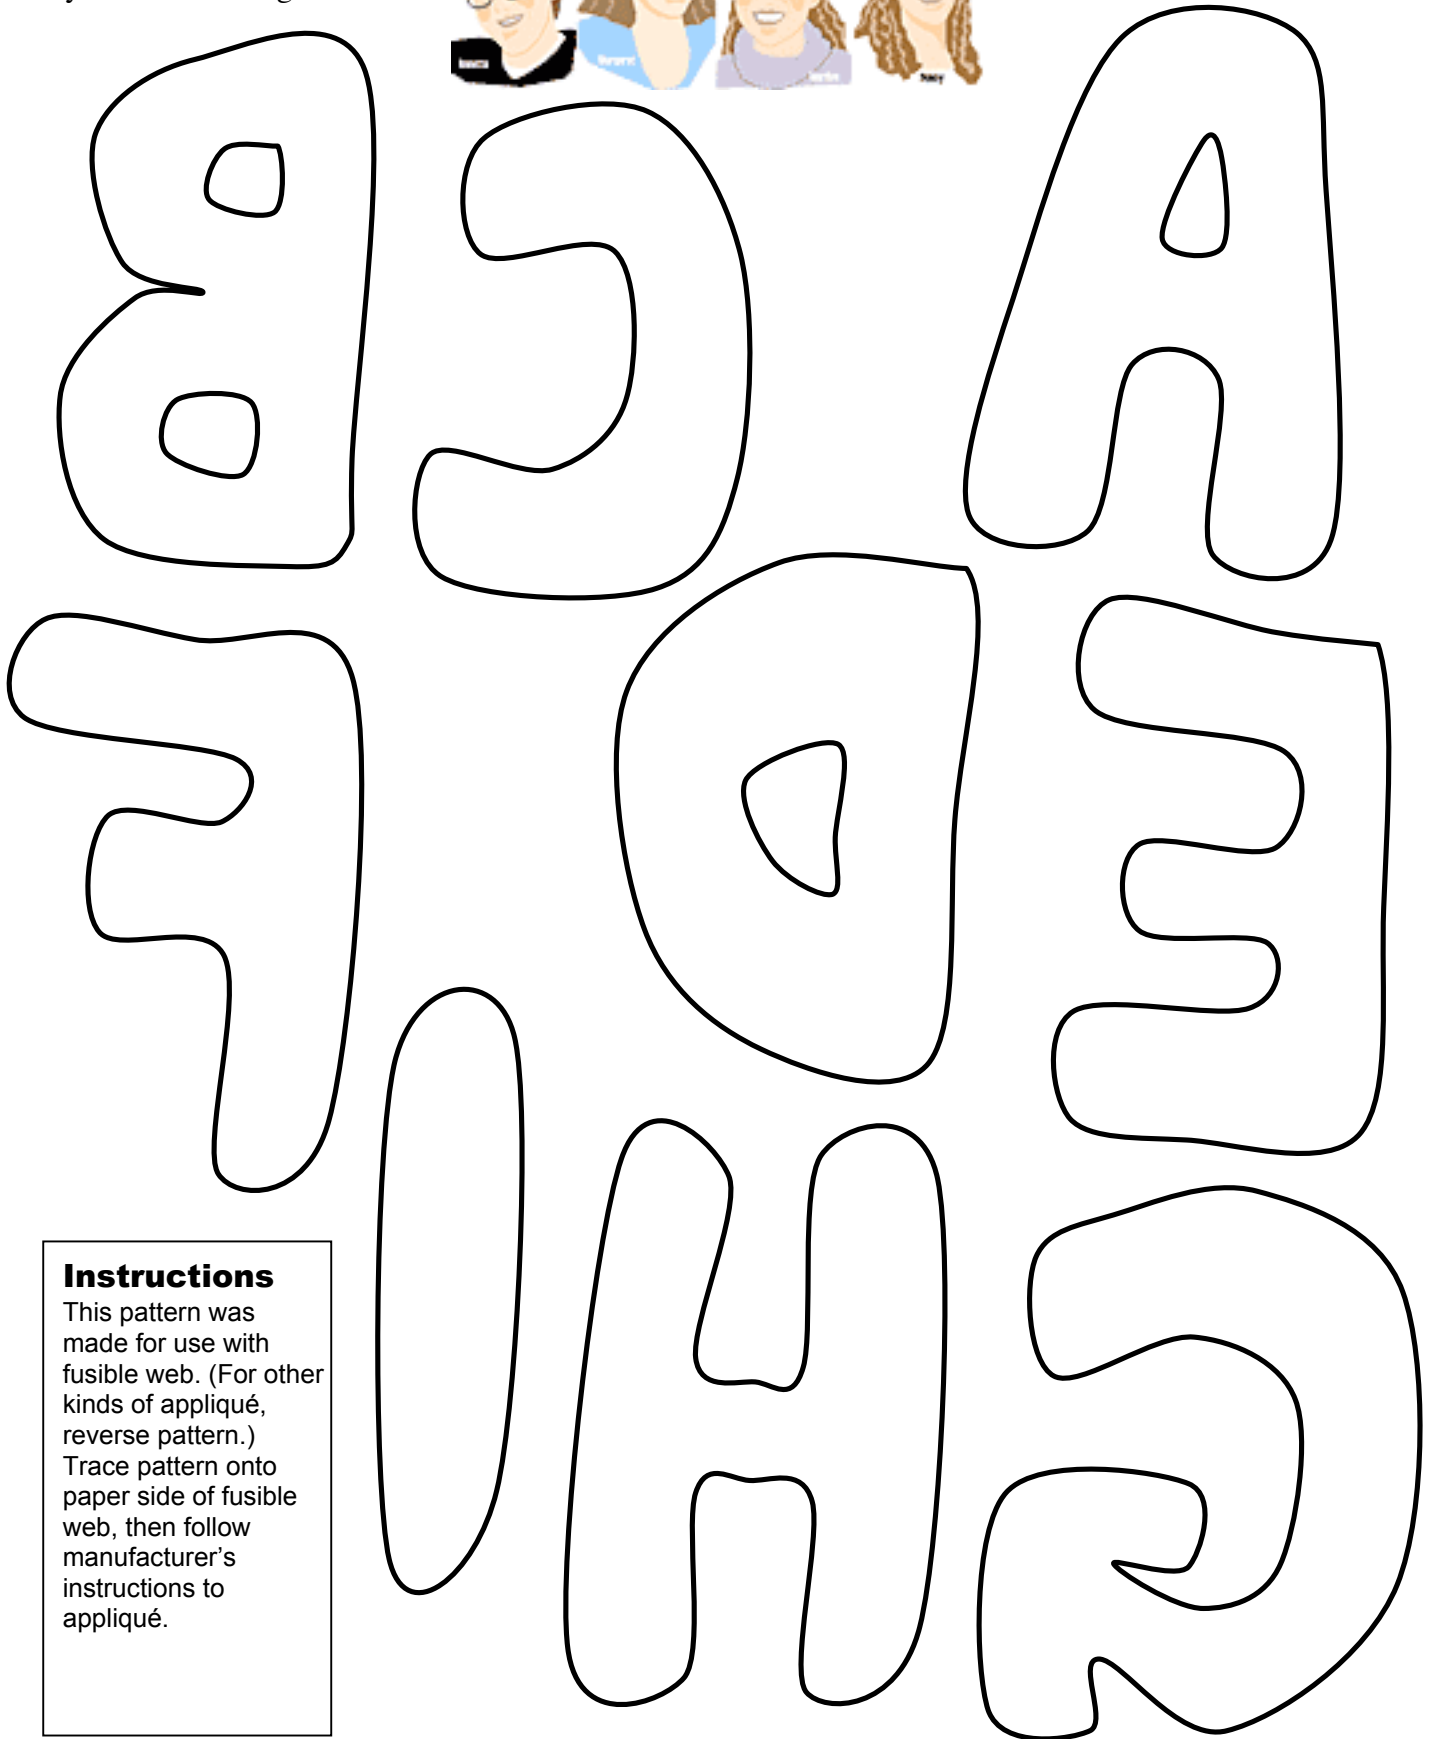 B
C
A
F
D
E
I
H
G
Instructions
This pattern was
made for use with
fusible web. (For other
kinds of appliqué,
reverse pattern.)
Trace pattern onto
paper side of fusible
web, then follow
manufacturer’s
instructions to
appliqué.